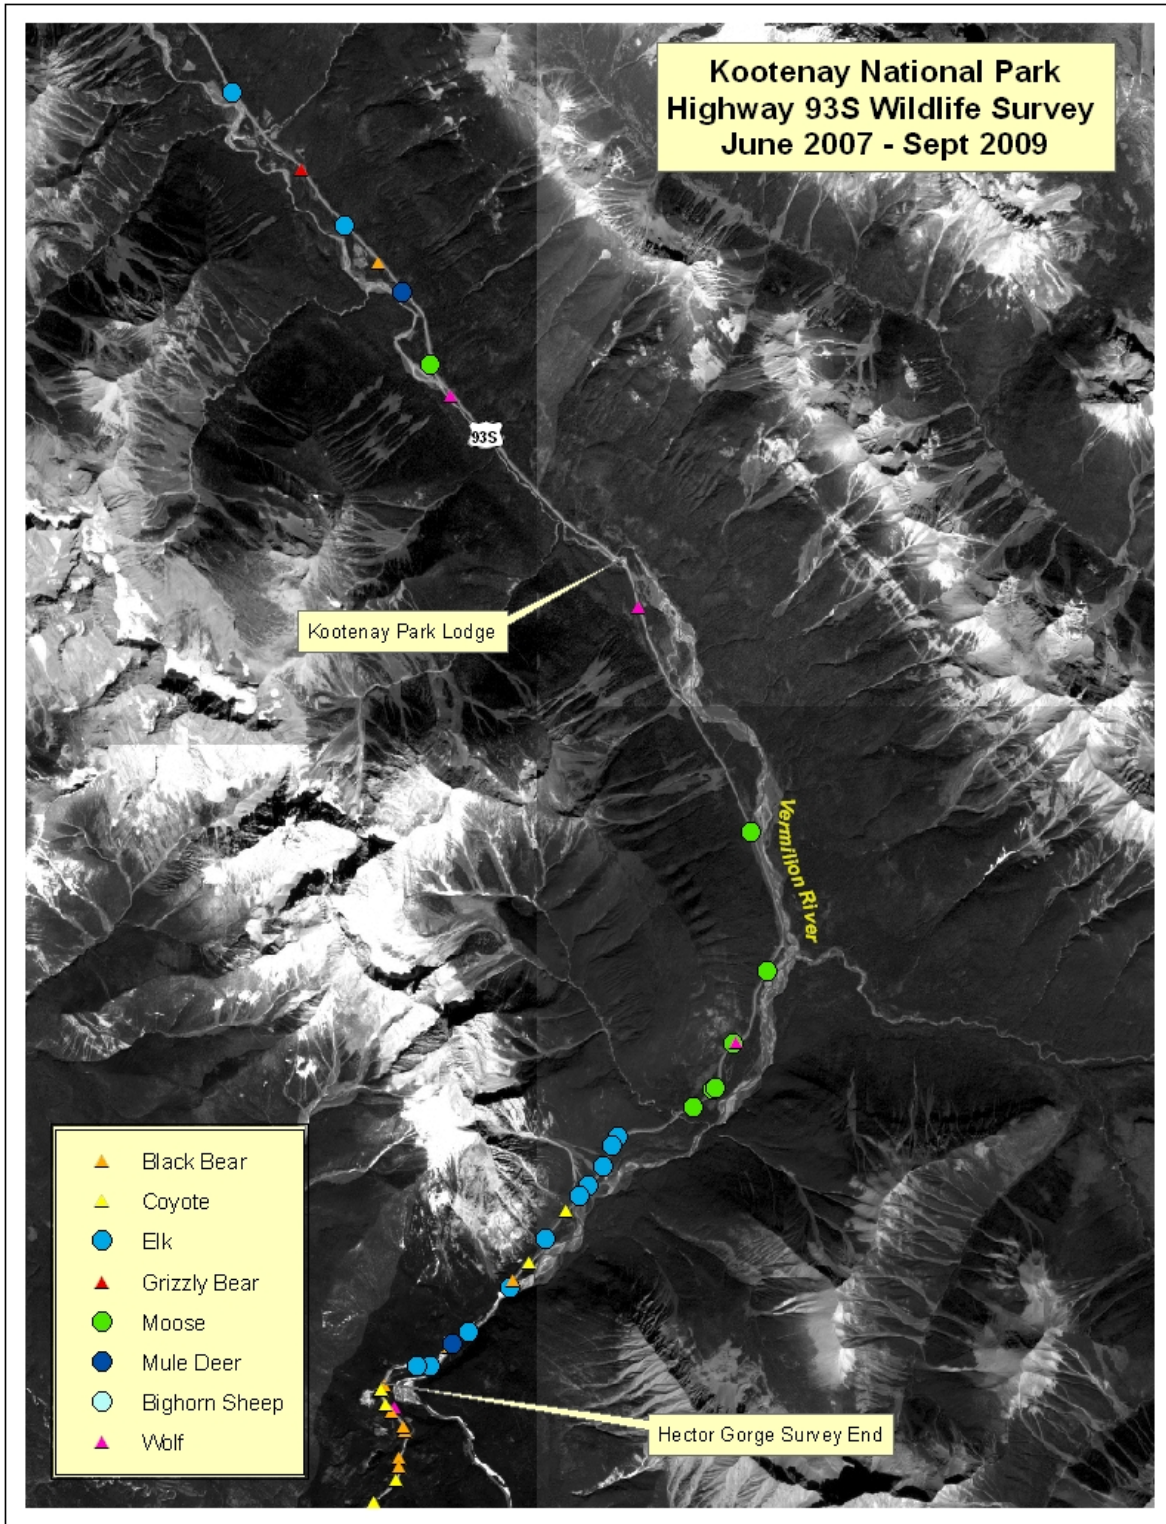 Kootenay National Park
Highway 93S Wildlife Survey
June 2007 - Sept 2009
93S
Kootenay Park Lodge
Vermilion River
Black Bear
Coyote
Elk
Grizzly Bear
Moose
Mule Deer
Bighorn Sheep
Wolf
Hector Gorge Survey End